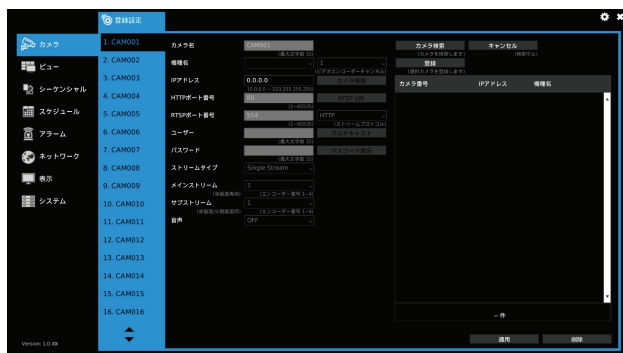 登録設定
カメラ
ビュー
シーケンシャル
スケジュール
アラーム
ネットワーク
表示
システム
Version: 1.0.XX
1. CAM001
2. CAM002
3. CAM003
4. CAM004
5. CAM005
6. CAM006
7. CAM007
8. CAM008
9. CAM009
10. CAM010
11. CAM011
12. CAM012
13. CAM013
14. CAM014
15. CAM015
16. CAM016
カメラ名 CAM001
(最大文字数 32)
機種名 1
(ビデオエンコーダーチャンネル)
IPアドレス 0.0.0.0 カメラ情報
(0.0.0.0 ~ 223.255.255.255)
HTTPポート番号 80 RTSP URI
(1~65535)
RTSPポート番号 554 HTTP
(1~65535) (ストリームプロトコル)
ユーザー マルチキャスト
(最大文字数 32)
パスワード パスワード表示
(最大文字数 32)
ストリームタイプ Single Stream
メインストリーム 1
(単画面専用) (エンコーダー番号 1~4)
サブストリーム 1
(単画面/分割画面用) (エンコーダー番号 1~4)
音声 OFF
カメラ検索 キャンセル
(カメラを検索します) (検索中止)
登録
(選択カメラを登録します)
カメラ番号 IPアドレス 機種名
-- 件
適用 削除